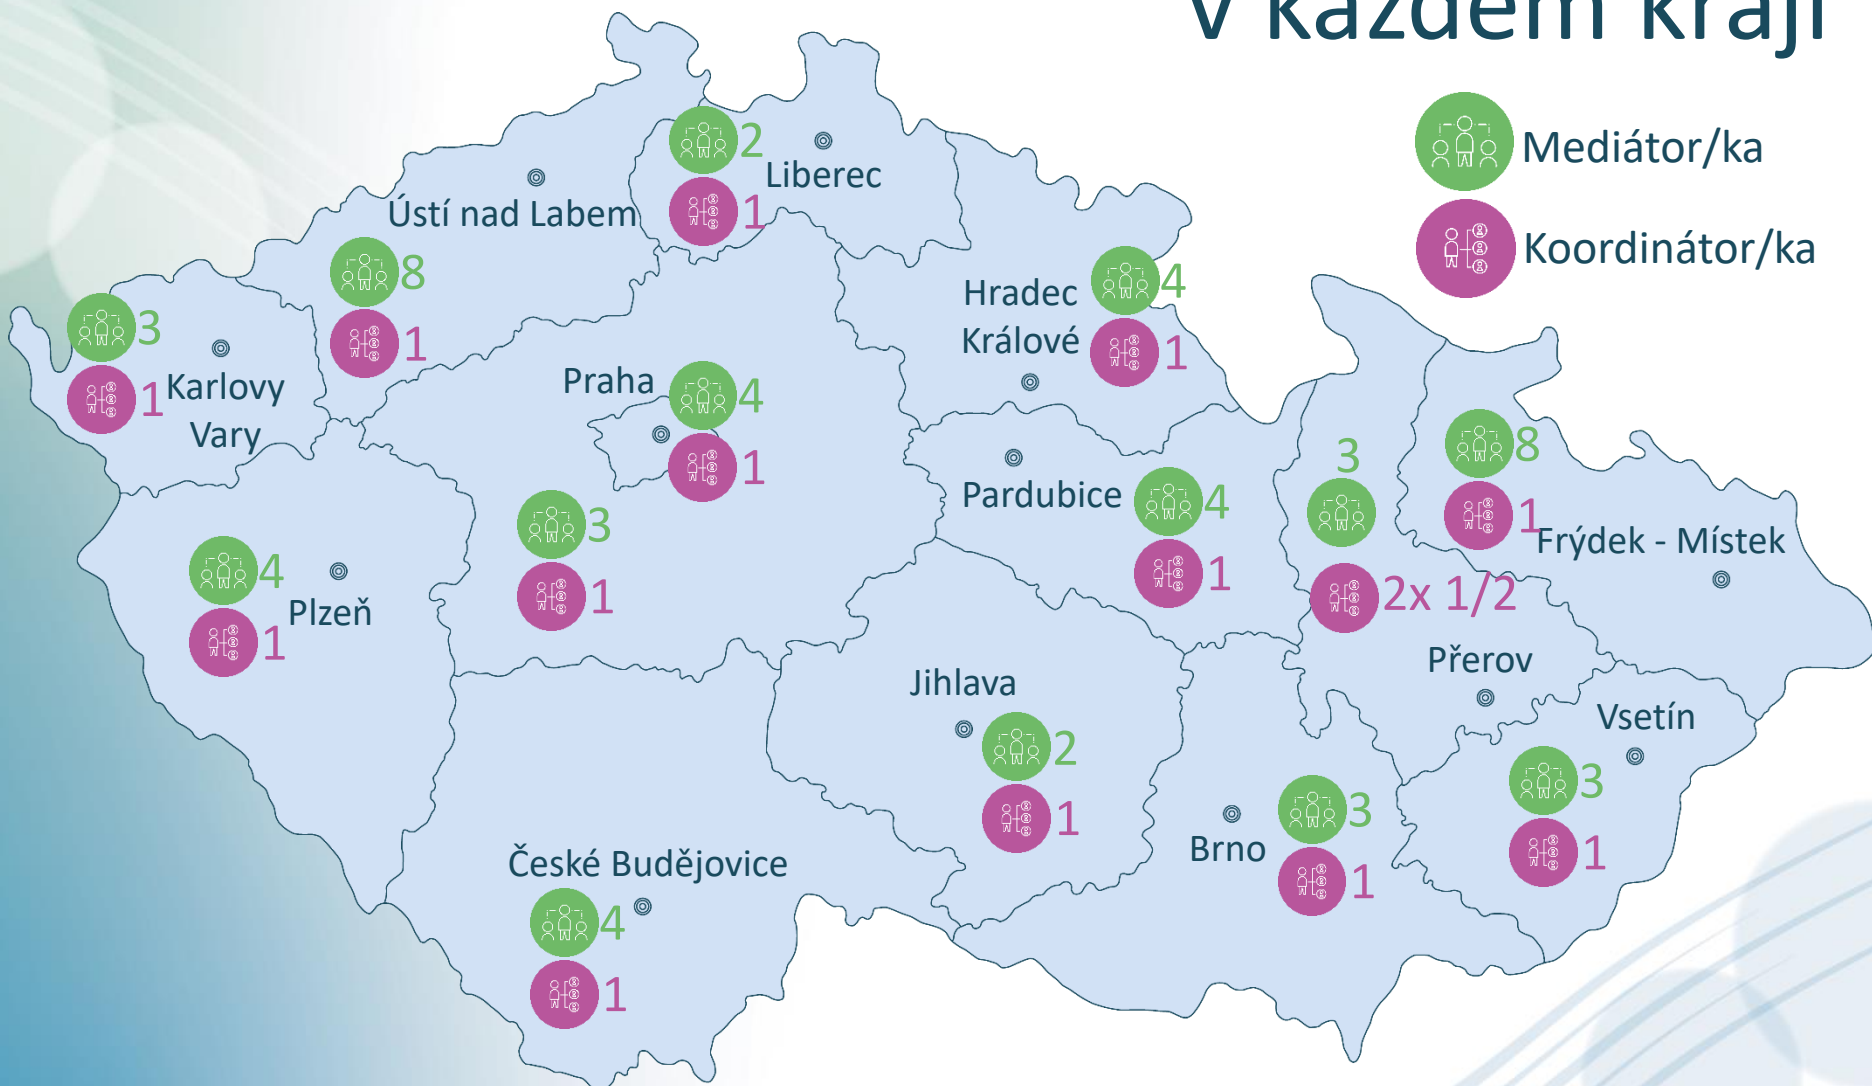 v každém kraji
Mediátor/ka
Koordinátor/ka
2
Liberec
1
Ústí nad Labem
8
1
3
1
Karlovy
Vary
Hradec
Králové
4
1
Praha
4
1
3
1
Pardubice
4
1
3
2x 1/2
Přerov
8
1
Frýdek - Místek
4
Plzeň
1
Jihlava
2
1
Vsetín
3
1
Brno
3
1
České Budějovice
4
1